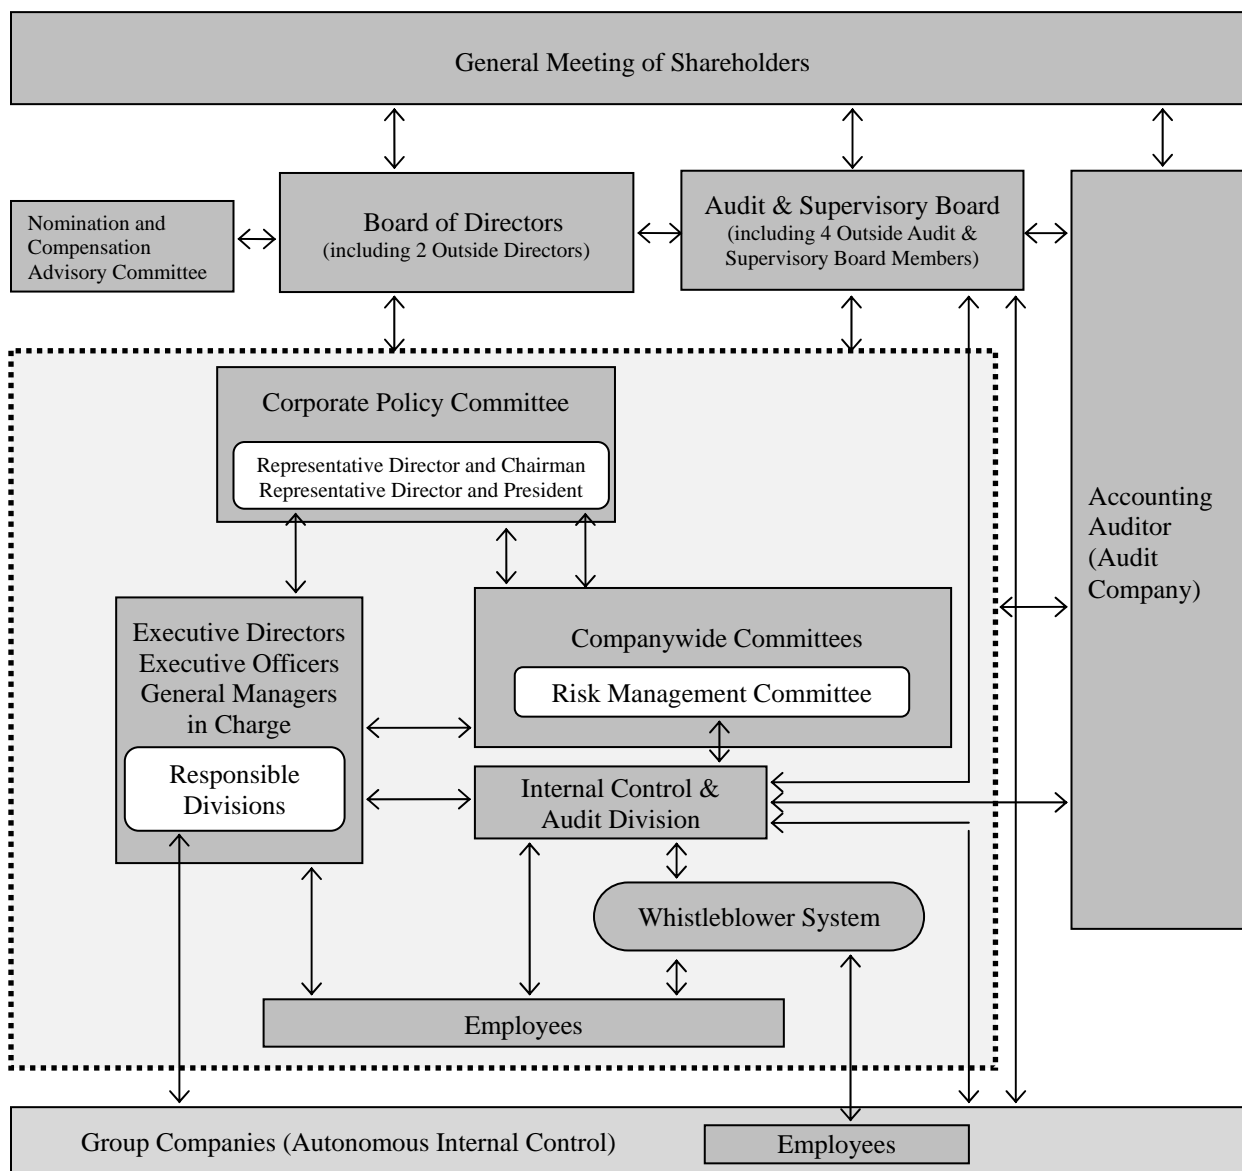 General Meeting of Shareholders
Nomination and
Compensation
Advisory Committee
Board of Directors
(including 2 Outside Directors)
Audit & Supervisory Board
(including 4 Outside Audit &
Supervisory Board Members)
Accounting
Auditor
(Audit
Company)
Corporate Policy Committee
Representative Director and Chairman
Representative Director and President
Executive Directors
Executive Officers
General Managers
in Charge
Responsible
Divisions
Companywide Committees
Risk Management Committee
Internal Control &
Audit Division
Whistleblower System
Employees
Group Companies (Autonomous Internal Control)
Employees